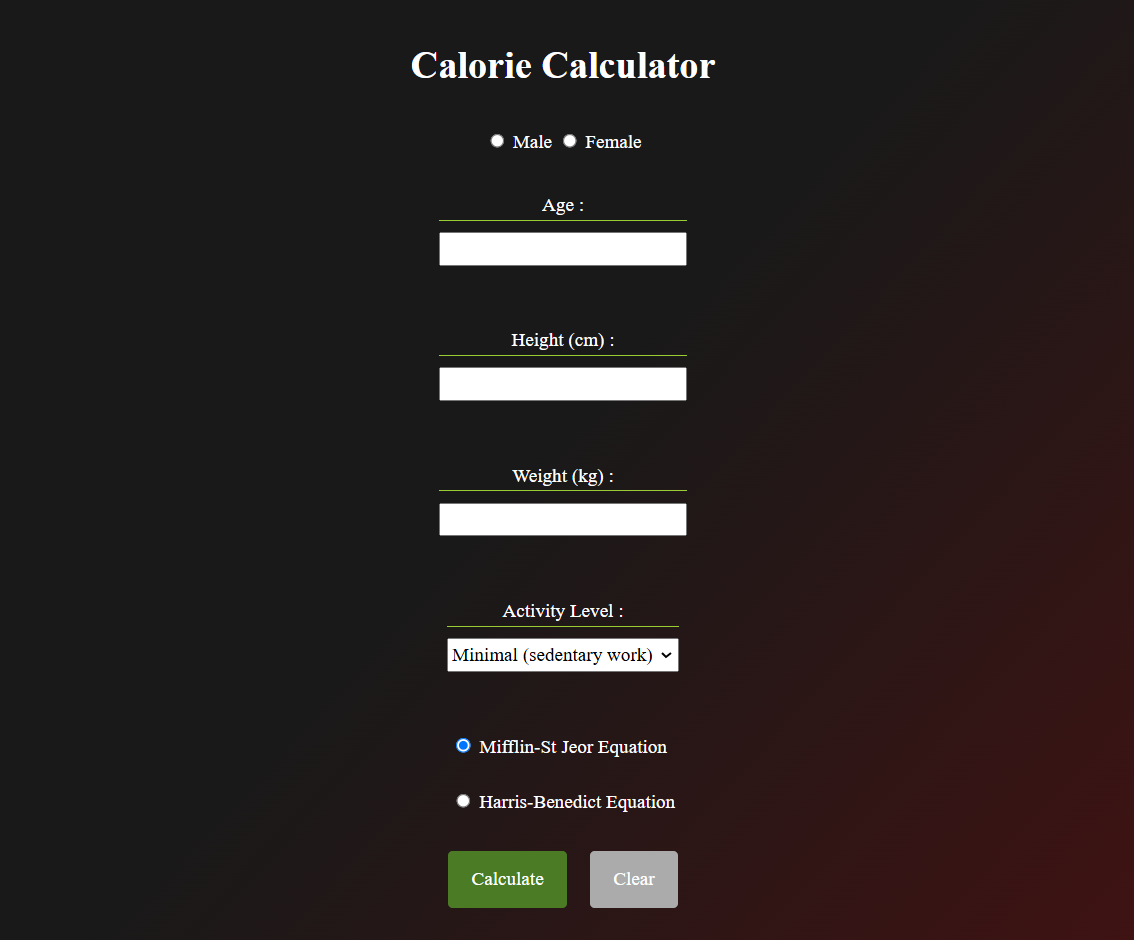 Calorie Calculator
Male Female
Age :
Height (cm) :
Weight (kg) :
Activity Level :
Minimal (sedentary work)
Mifflin-St Jeor Equation
Harris-Benedict Equation
Calculate Clear